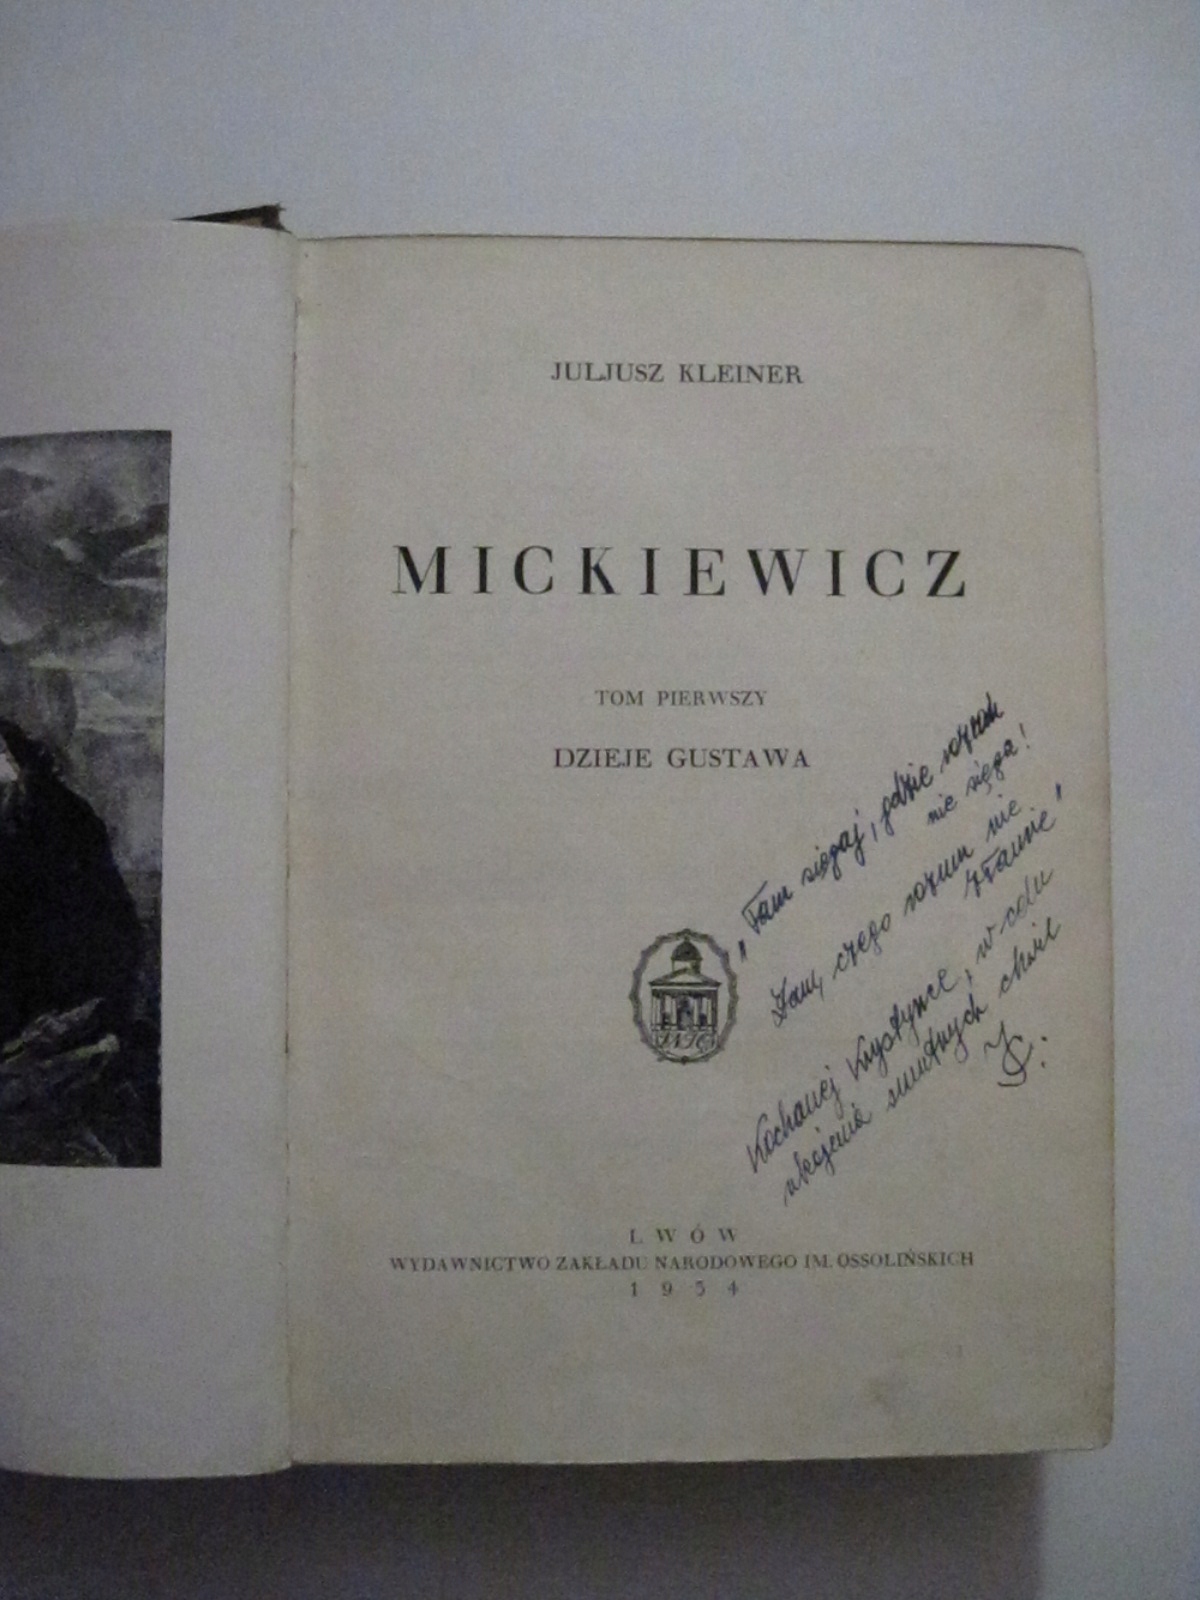 JULJUSZ KLEINER
MICKIEWICZ
TOM PIERWSZY
DZIEJE GUSTAWA
„Tam sięgaj, gdzie wzrok
nie sięga!
Łam, czego rozum nie
złamie"
Kochanej Krystynce, w celu
ukojenia smutnych chwil
LWÓW
WYDAWNICTWO ZAKŁADU NARODOWEGO IM. OSSOLIŃSKICH
1934